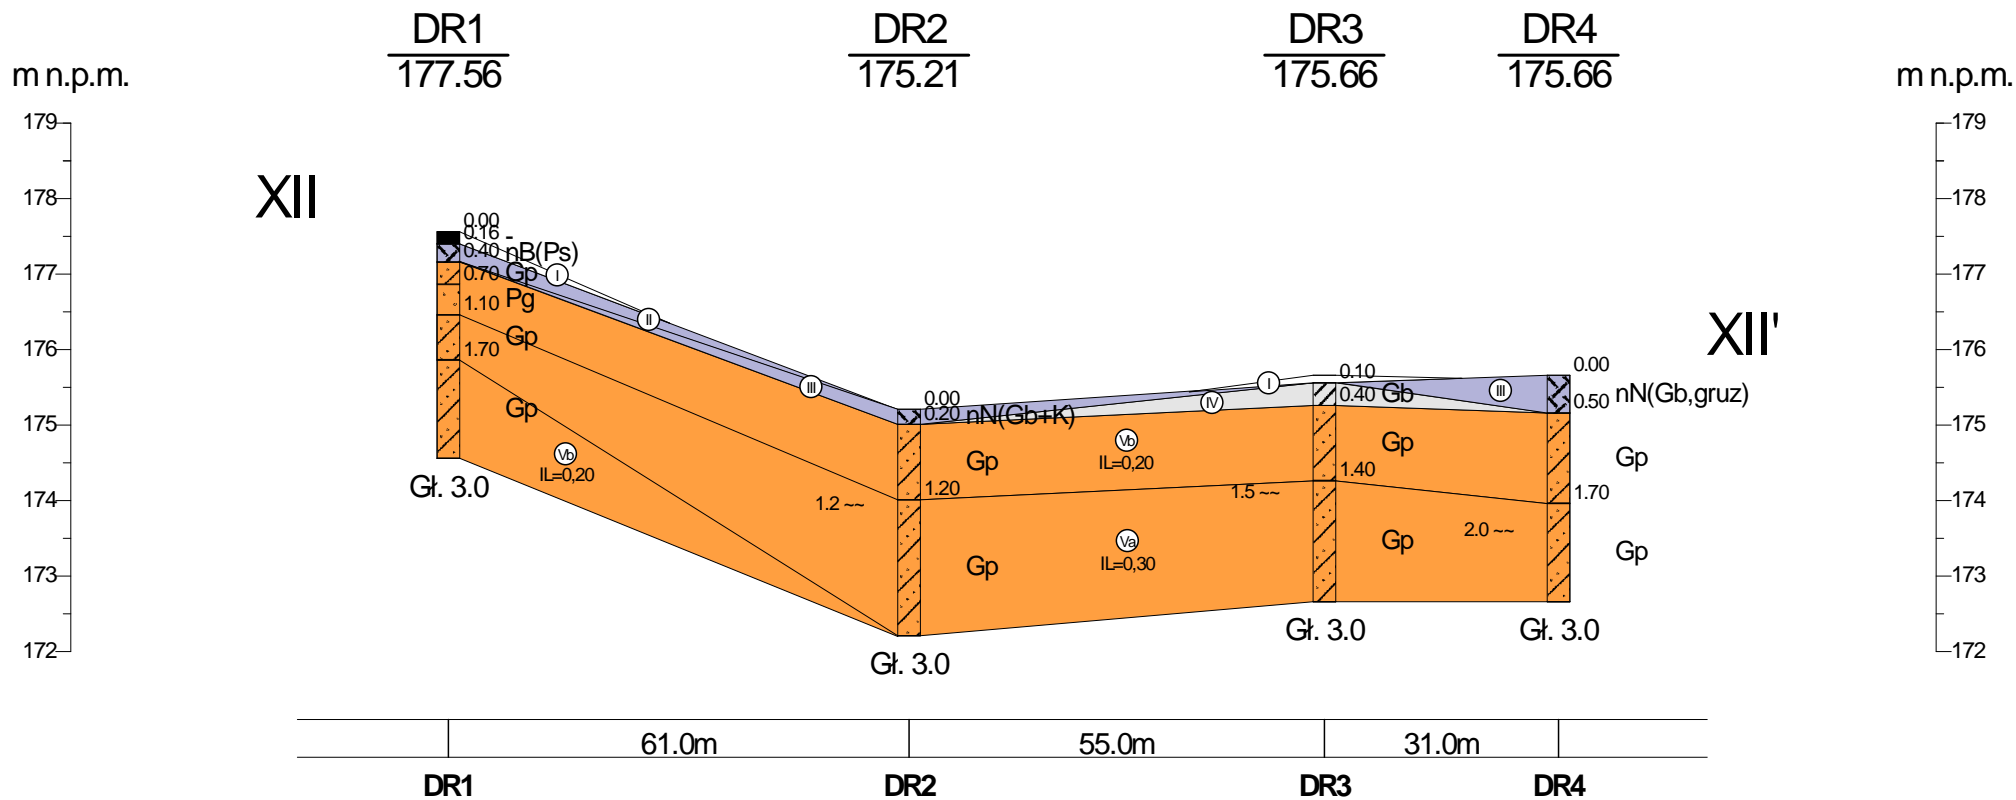 DR1
177.56
DR2
175.21
DR3
175.66
DR4
175.66
m n.p.m.
m n.p.m.
179
178
177
176
175
174
173
172
179
178
177
176
175
174
173
172
XII
XII'
0.00
0.16 -
0.40 nB(Ps)
0.70 Gp
1.10 Pg
Gp
1.70
Gp
Gł. 3.0
I
II
III
Vb
IL=0,20
1.2 ~~
0.00
0.20 nN(Gb+K)
Gp
1.20
Gp
Gł. 3.0
I
IV
Vb
IL=0,20
Va
IL=0,30
1.5 ~~
0.10
0.40 Gb
Gp
1.40
Gp
Gł. 3.0
III
2.0 ~~
0.00
0.50 nN(Gb,gruz)
Gp
1.70
Gp
Gł. 3.0
61.0m
55.0m
31.0m
DR1
DR2
DR3
DR4